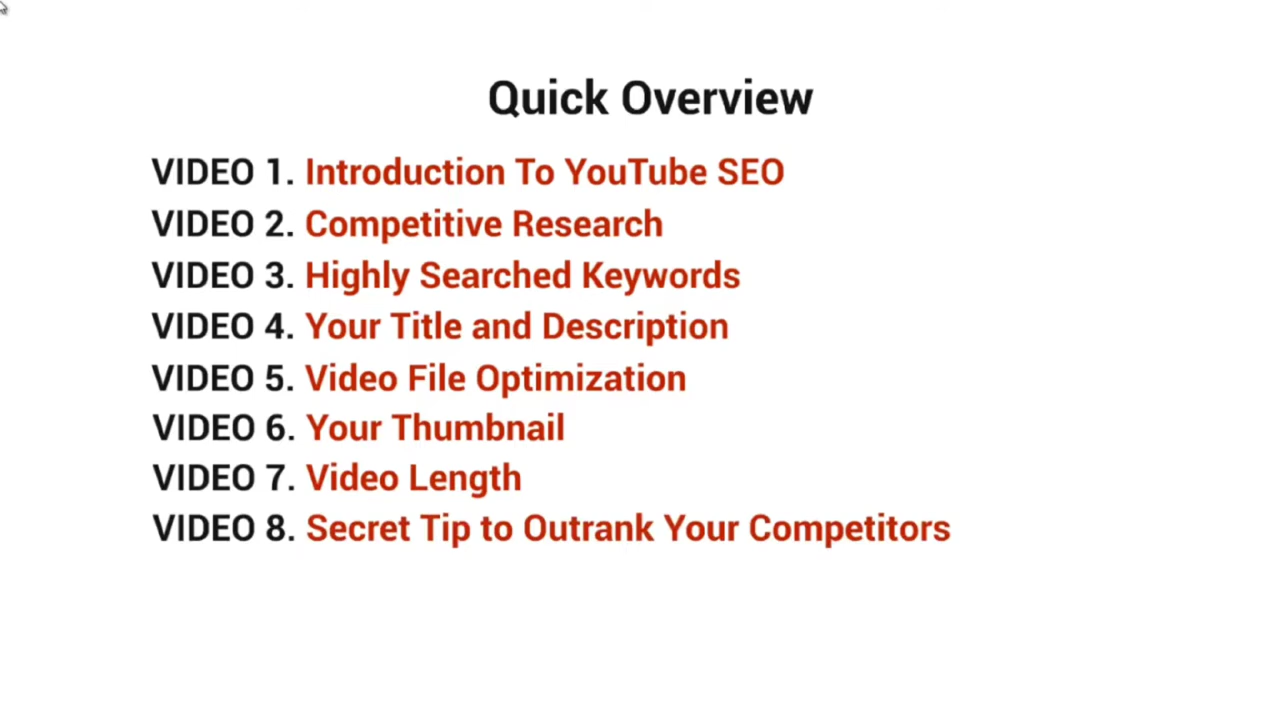 Quick Overview
VIDEO 1. Introduction To YouTube SEO
VIDEO 2. Competitive Research
VIDEO 3. Highly Searched Keywords
VIDEO 4. Your Title and Description
VIDEO 5. Video File Optimization
VIDEO 6. Your Thumbnail
VIDEO 7. Video Length
VIDEO 8. Secret Tip to Outrank Your Competitors